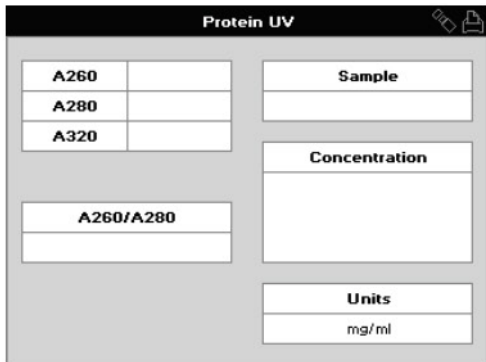 Protein UV
A260
A280
A320
A260/A280
Sample
Concentration
Units
mg/ml